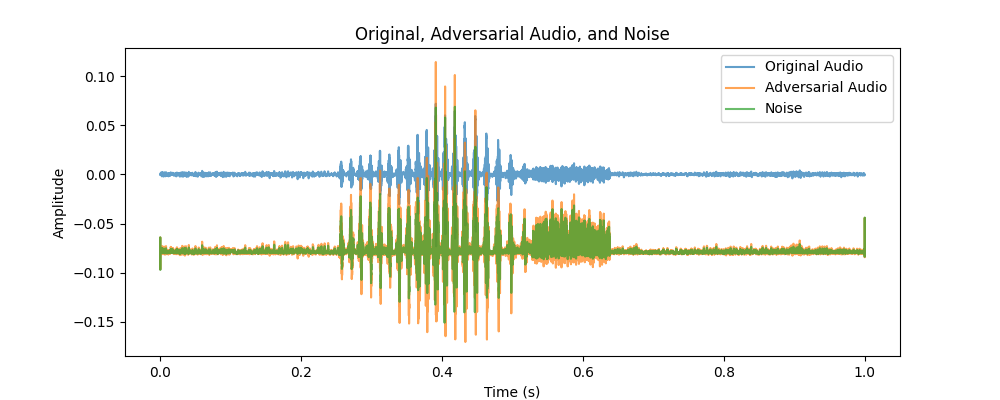 Original, Adversarial Audio, and Noise
Original Audio
Adversarial Audio
Noise
Amplitude
0.10
0.05
0.00
−0.05
−0.10
−0.15
0.0 0.2 0.4 0.6 0.8 1.0
Time (s)